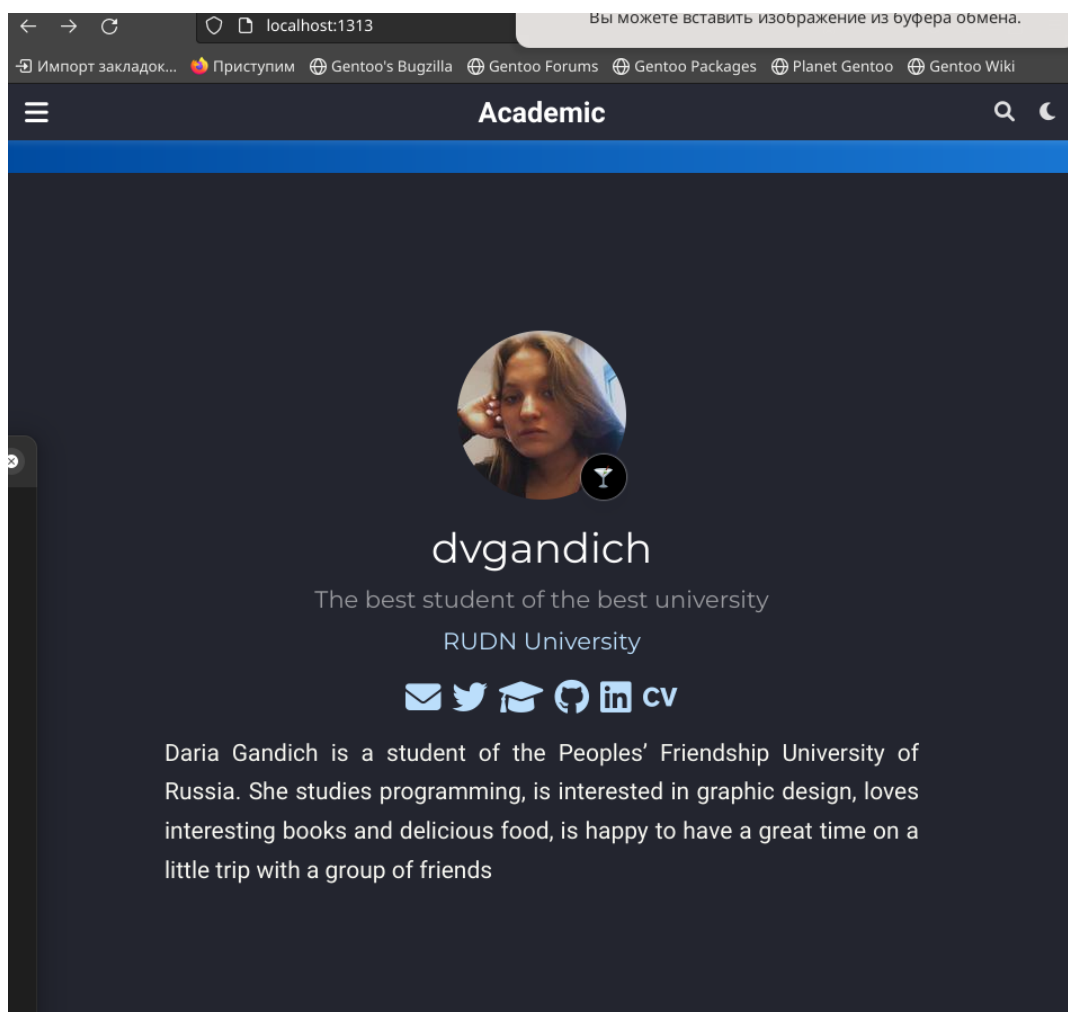 Вы можете вставить изображение из буфера обмена.
localhost:1313
Импорт закладок... Приступим Gentoo's Bugzilla Gentoo Forums Gentoo Packages Planet Gentoo Gentoo Wiki
Academic
dvgandich
The best student of the best university
RUDN University
in CV
Daria Gandich is a student of the Peoples’ Friendship University of
Russia. She studies programming, is interested in graphic design, loves
interesting books and delicious food, is happy to have a great time on a
little trip with a group of friends